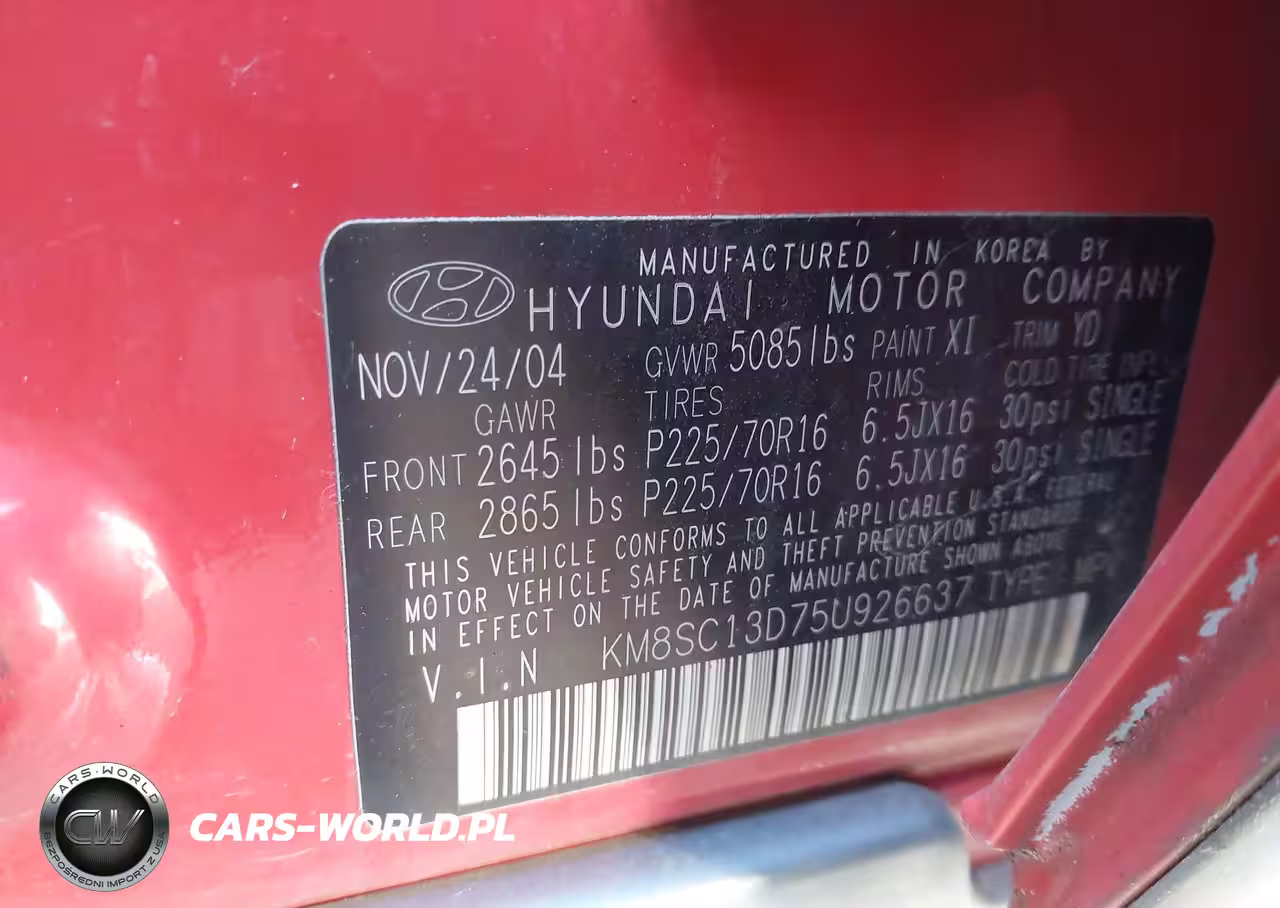 MANUFACTURED IN KOREA BY
HYUNDAI MOTOR COMPANY
NOV/24/04 GVWR 5085lbs PAINT XI TRIM YD
GAWR TIRES RIMS COLD TIRE INFL
FRONT 2645lbs P225/70R16 6.5JX16 30psi SINGLE
REAR 2865lbs P225/70R16 6.5JX16 30psi SINGLE
THIS VEHICLE CONFORMS TO ALL APPLICABLE U.S. FEDERAL
MOTOR VEHICLE SAFETY AND THEFT PREVENTION STANDARDS
IN EFFECT ON THE DATE OF MANUFACTURE SHOWN ABOVE
V.I.N KM8SC13D75U926637 TYPE MPV
CARS-WORLD
CW
BEZPOŚREDNI IMPORT Z USA
CARS-WORLD.PL